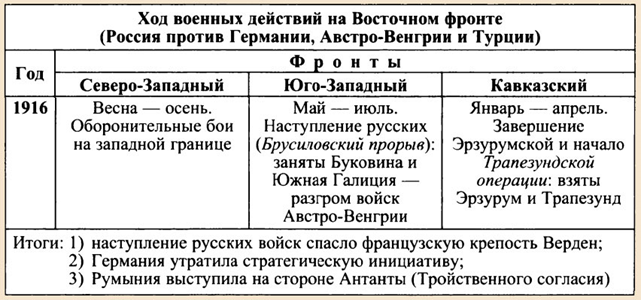 Ход военных действий на Восточном фронте
(Россия против Германии, Австро-Венгрии и Турции)
Год
Фронты
Северо-Западный
Юго-Западный
Кавказский
1916
Весна — осень.
Оборонительные бои
на западной границе
Май — июль.
Наступление русских
(Брусиловский прорыв):
заняты Буковина и
Южная Галиция —
разгром войск
Австро-Венгрии
Январь — апрель.
Завершение
Эрзурумской и начало
Трапезундской
операции: взяты
Эрзурум и Трапезунд
Итоги: 1) наступление русских войск спасло французскую крепость Верден;
2) Германия утратила стратегическую инициативу;
3) Румыния выступила на стороне Антанты (Тройственного согласия)